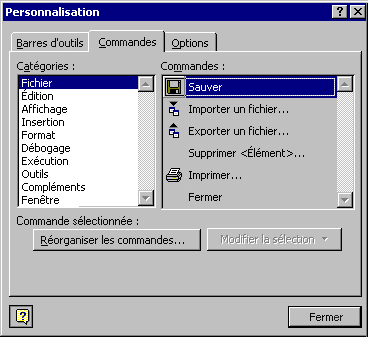 Personnalisation
Barres d'outils
Commandes
Options
Catégories :
Fichier
Édition
Affichage
Insertion
Format
Débogage
Exécution
Outils
Compléments
Fenêtre
Commandes :
Sauver
Importer un fichier...
Exporter un fichier...
Supprimer <Élément>...
Imprimer...
Fermer
Commande sélectionnée :
Réorganiser les commandes...
Modifier la sélection
Fermer